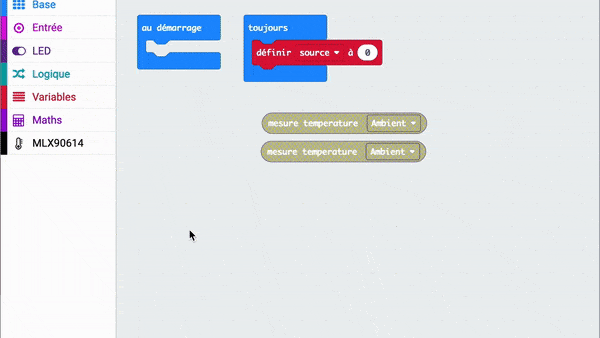 Base
Entrée
LED
Logique
Variables
Maths
MLX90614
au démarrage
toujours
définir source à 0
mesure temperature Ambient
mesure temperature Ambient